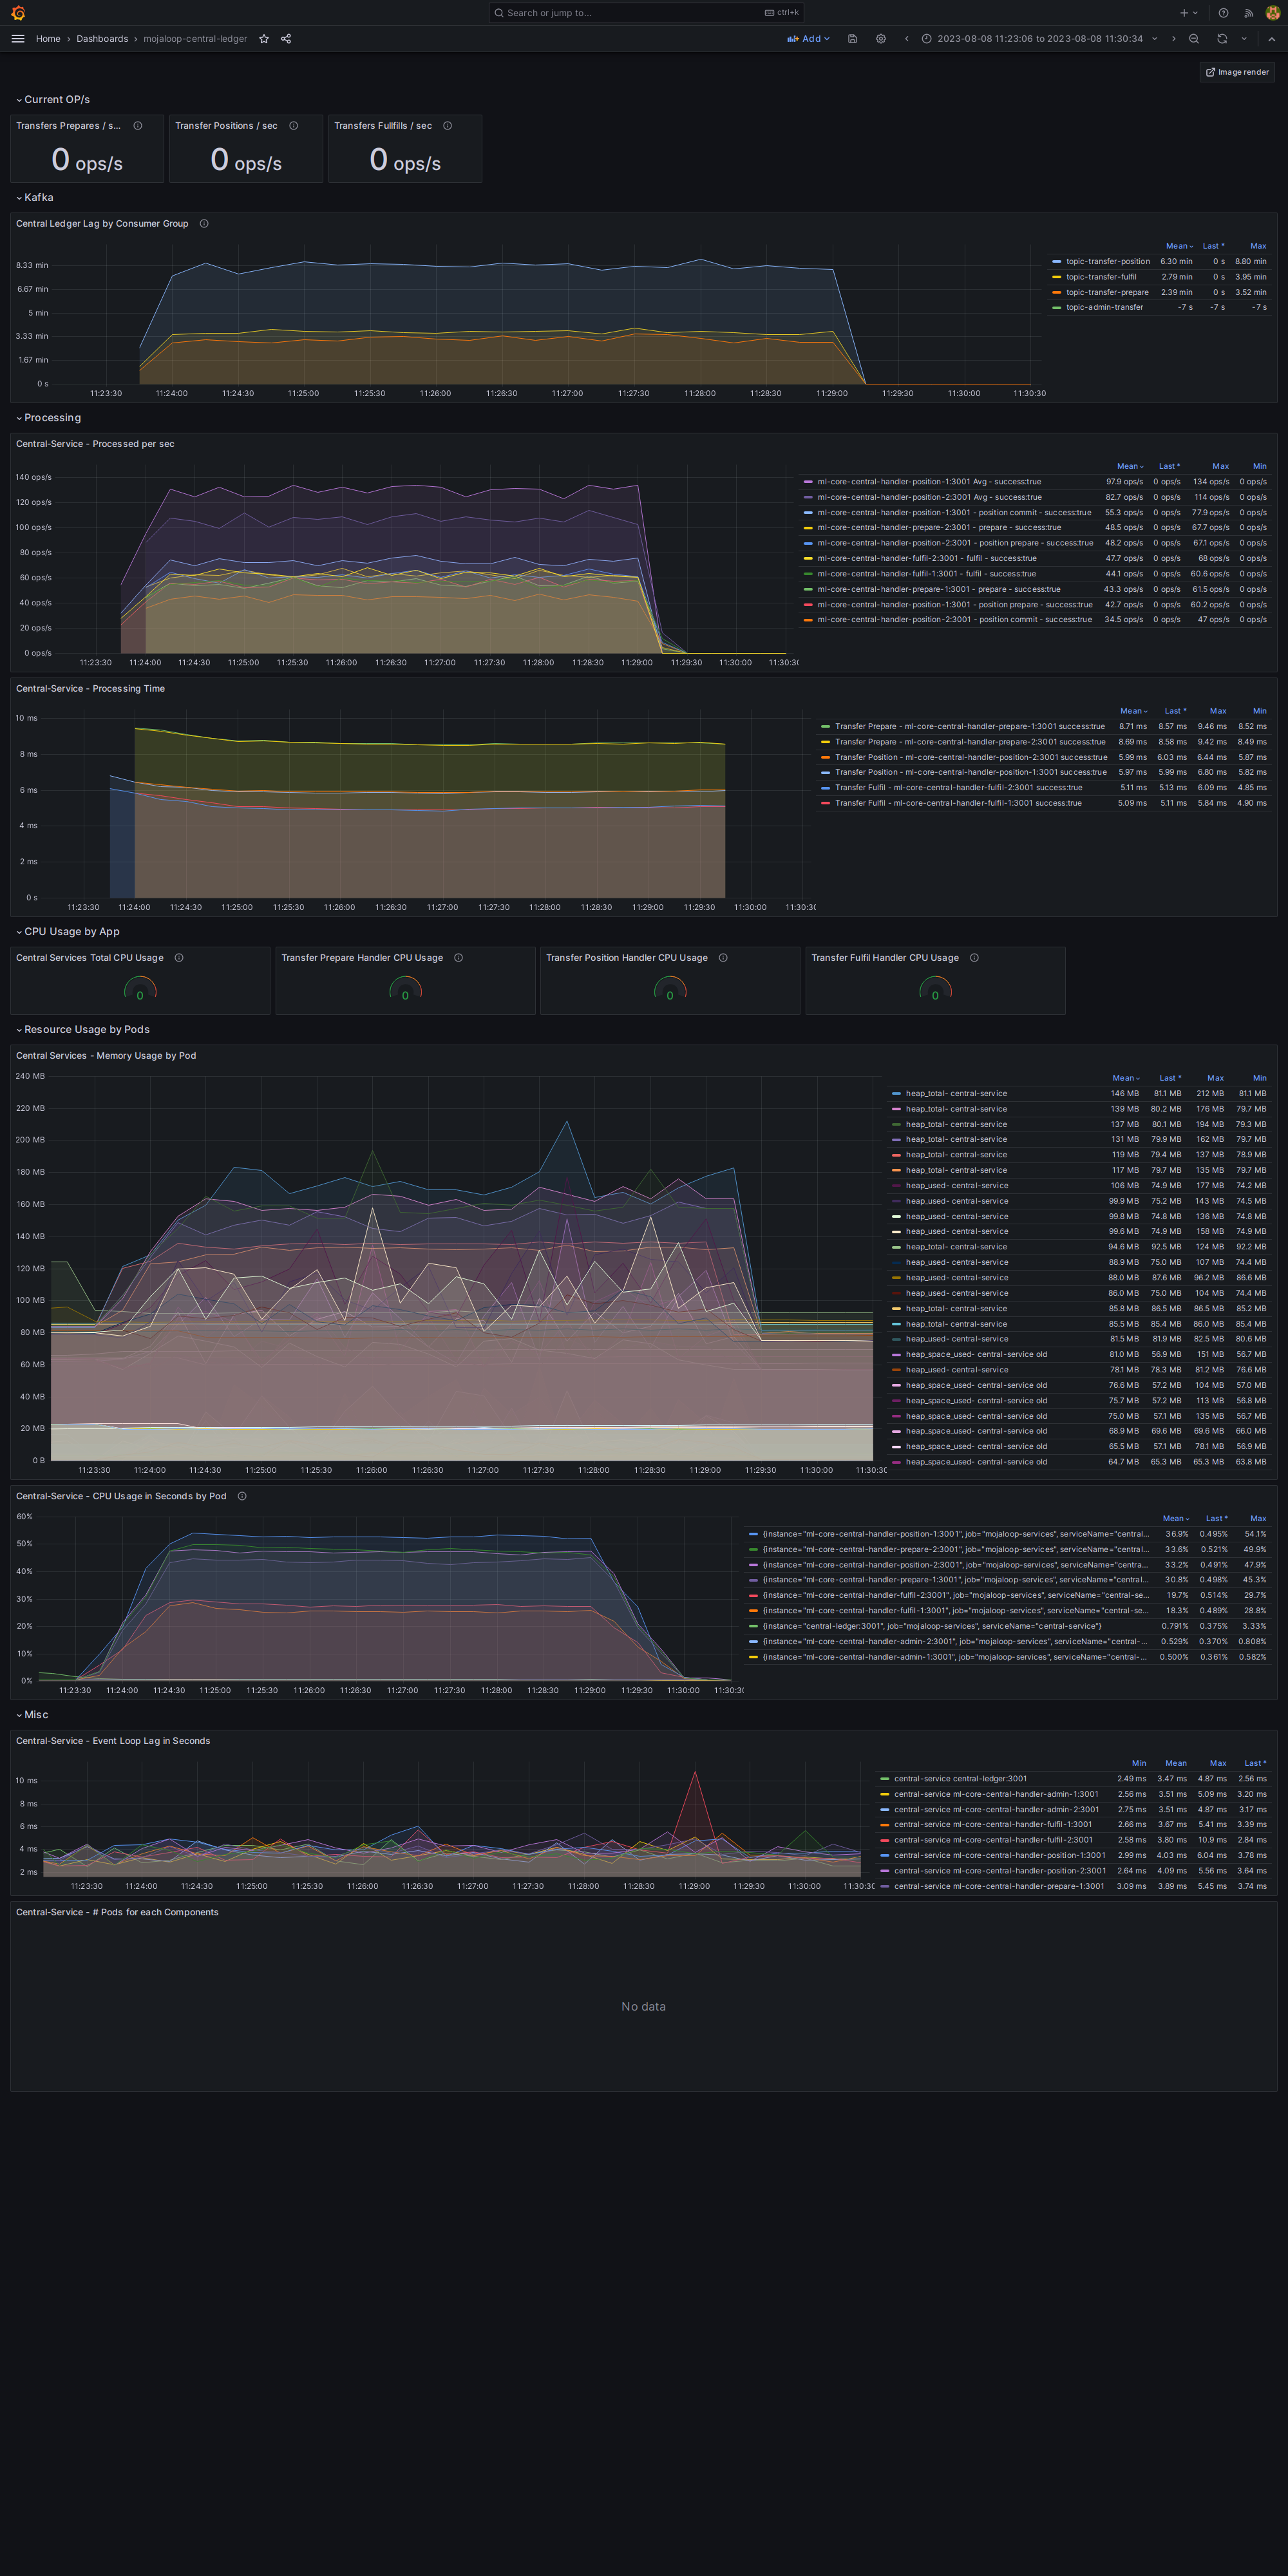 Search or jump to... ctrl+k
Home › Dashboards › mojaloop-central-ledger Add 2023-08-08 11:23:06 to 2023-08-08 11:30:34
Image render
Current OP/s
Transfers Prepares / s... Transfer Positions / sec Transfers Fullfills / sec
0 ops/s 0 ops/s 0 ops/s
Kafka
Central Ledger Lag by Consumer Group
8.33 min
6.67 min
5 min
3.33 min
1.67 min
0 s
11:23:30 11:24:00 11:24:30 11:25:00 11:25:30 11:26:00 11:26:30 11:27:00 11:27:30 11:28:00 11:28:30 11:29:00 11:29:30 11:30:00 11:30:30
Mean Last * Max
topic-transfer-position 6.30 min 0 s 8.80 min
topic-transfer-fulfil 2.79 min 0 s 3.95 min
topic-transfer-prepare 2.39 min 0 s 3.52 min
topic-admin-transfer -7 s -7 s -7 s
Processing
Central-Service - Processed per sec
140 ops/s
120 ops/s
100 ops/s
80 ops/s
60 ops/s
40 ops/s
20 ops/s
0 ops/s
11:23:30 11:24:00 11:24:30 11:25:00 11:25:30 11:26:00 11:26:30 11:27:00 11:27:30 11:28:00 11:28:30 11:29:00 11:29:30 11:30:00 11:30:3
Mean Last * Max Min
ml-core-central-handler-position-1:3001 Avg - success:true 97.9 ops/s 0 ops/s 134 ops/s 0 ops/s
ml-core-central-handler-position-2:3001 Avg - success:true 82.7 ops/s 0 ops/s 114 ops/s 0 ops/s
ml-core-central-handler-position-1:3001 - position commit - success:true 55.3 ops/s 0 ops/s 77.9 ops/s 0 ops/s
ml-core-central-handler-prepare-2:3001 - prepare - success:true 48.5 ops/s 0 ops/s 67.7 ops/s 0 ops/s
ml-core-central-handler-position-2:3001 - position prepare - success:true 48.2 ops/s 0 ops/s 67.1 ops/s 0 ops/s
ml-core-central-handler-fulfil-2:3001 - fulfil - success:true 47.7 ops/s 0 ops/s 68 ops/s 0 ops/s
ml-core-central-handler-fulfil-1:3001 - fulfil - success:true 44.1 ops/s 0 ops/s 60.6 ops/s 0 ops/s
ml-core-central-handler-prepare-1:3001 - prepare - success:true 43.3 ops/s 0 ops/s 61.5 ops/s 0 ops/s
ml-core-central-handler-position-1:3001 - position prepare - success:true 42.7 ops/s 0 ops/s 60.2 ops/s 0 ops/s
ml-core-central-handler-position-2:3001 - position commit - success:true 34.5 ops/s 0 ops/s 47 ops/s 0 ops/s
Central-Service - Processing Time
10 ms
8 ms
6 ms
4 ms
2 ms
0 s
11:23:30 11:24:00 11:24:30 11:25:00 11:25:30 11:26:00 11:26:30 11:27:00 11:27:30 11:28:00 11:28:30 11:29:00 11:29:30 11:30:00 11:30:3
Mean Last * Max Min
Transfer Prepare - ml-core-central-handler-prepare-1:3001 success:true 8.71 ms 8.57 ms 9.46 ms 8.52 ms
Transfer Prepare - ml-core-central-handler-prepare-2:3001 success:true 8.69 ms 8.58 ms 9.42 ms 8.49 ms
Transfer Position - ml-core-central-handler-position-2:3001 success:true 5.99 ms 6.03 ms 6.44 ms 5.87 ms
Transfer Position - ml-core-central-handler-position-1:3001 success:true 5.97 ms 5.99 ms 6.80 ms 5.82 ms
Transfer Fulfil - ml-core-central-handler-fulfil-2:3001 success:true 5.11 ms 5.13 ms 6.09 ms 4.85 ms
Transfer Fulfil - ml-core-central-handler-fulfil-1:3001 success:true 5.09 ms 5.11 ms 5.84 ms 4.90 ms
CPU Usage by App
Central Services Total CPU Usage Transfer Prepare Handler CPU Usage Transfer Position Handler CPU Usage Transfer Fulfil Handler CPU Usage
0 0 0 0
Resource Usage by Pods
Central Services - Memory Usage by Pod
240 MB
220 MB
200 MB
180 MB
160 MB
140 MB
120 MB
100 MB
80 MB
60 MB
40 MB
20 MB
0 B
11:23:30 11:24:00 11:24:30 11:25:00 11:25:30 11:26:00 11:26:30 11:27:00 11:27:30 11:28:00 11:28:30 11:29:00 11:29:30 11:30:00 11:30:3
Mean Last * Max Min
heap_total- central-service 146 MB 81.1 MB 212 MB 81.1 MB
heap_total- central-service 139 MB 80.2 MB 176 MB 79.7 MB
heap_total- central-service 137 MB 80.1 MB 194 MB 79.3 MB
heap_total- central-service 131 MB 79.9 MB 162 MB 79.7 MB
heap_total- central-service 119 MB 79.4 MB 137 MB 78.9 MB
heap_total- central-service 117 MB 79.7 MB 135 MB 79.7 MB
heap_used- central-service 106 MB 74.9 MB 177 MB 74.2 MB
heap_used- central-service 99.9 MB 75.2 MB 143 MB 74.5 MB
heap_used- central-service 99.8 MB 74.8 MB 136 MB 74.8 MB
heap_used- central-service 99.6 MB 74.9 MB 158 MB 74.9 MB
heap_total- central-service 94.6 MB 92.5 MB 124 MB 92.2 MB
heap_used- central-service 88.9 MB 75.0 MB 107 MB 74.4 MB
heap_used- central-service 88.0 MB 87.6 MB 96.2 MB 86.6 MB
heap_used- central-service 86.0 MB 75.0 MB 104 MB 74.4 MB
heap_total- central-service 85.8 MB 86.5 MB 86.5 MB 85.2 MB
heap_total- central-service 85.5 MB 85.4 MB 86.0 MB 85.4 MB
heap_used- central-service 81.5 MB 81.9 MB 82.5 MB 80.6 MB
heap_space_used- central-service old 81.0 MB 56.9 MB 151 MB 56.7 MB
heap_used- central-service 78.1 MB 78.3 MB 81.2 MB 76.6 MB
heap_space_used- central-service old 76.6 MB 57.2 MB 104 MB 57.0 MB
heap_space_used- central-service old 75.7 MB 57.2 MB 113 MB 56.8 MB
heap_space_used- central-service old 75.0 MB 57.1 MB 135 MB 56.7 MB
heap_space_used- central-service old 68.9 MB 69.6 MB 69.6 MB 66.0 MB
heap_space_used- central-service old 65.5 MB 57.1 MB 78.1 MB 56.9 MB
heap_space_used- central-service old 64.7 MB 65.3 MB 65.3 MB 63.8 MB
Central-Service - CPU Usage in Seconds by Pod
60%
50%
40%
30%
20%
10%
0%
11:23:30 11:24:00 11:24:30 11:25:00 11:25:30 11:26:00 11:26:30 11:27:00 11:27:30 11:28:00 11:28:30 11:29:00 11:29:30 11:30:00 11:30:3
Mean Last * Max
{instance="ml-core-central-handler-position-1:3001", job="mojaloop-services", serviceName="central... 36.9% 0.495% 54.1%
{instance="ml-core-central-handler-prepare-2:3001", job="mojaloop-services", serviceName="central... 33.6% 0.521% 49.9%
{instance="ml-core-central-handler-position-2:3001", job="mojaloop-services", serviceName="centra... 33.2% 0.491% 47.9%
{instance="ml-core-central-handler-prepare-1:3001", job="mojaloop-services", serviceName="central... 30.8% 0.498% 45.3%
{instance="ml-core-central-handler-fulfil-2:3001", job="mojaloop-services", serviceName="central-se... 19.7% 0.514% 29.7%
{instance="ml-core-central-handler-fulfil-1:3001", job="mojaloop-services", serviceName="central-se... 18.3% 0.489% 28.8%
{instance="central-ledger:3001", job="mojaloop-services", serviceName="central-service"} 0.791% 0.375% 3.33%
{instance="ml-core-central-handler-admin-2:3001", job="mojaloop-services", serviceName="central-... 0.529% 0.370% 0.808%
{instance="ml-core-central-handler-admin-1:3001", job="mojaloop-services", serviceName="central-... 0.500% 0.361% 0.582%
Misc
Central-Service - Event Loop Lag in Seconds
10 ms
8 ms
6 ms
4 ms
2 ms
11:23:30 11:24:00 11:24:30 11:25:00 11:25:30 11:26:00 11:26:30 11:27:00 11:27:30 11:28:00 11:28:30 11:29:00 11:29:30 11:30:00 11:30:3
Min Mean Max Last *
central-service central-ledger:3001 2.49 ms 3.47 ms 4.87 ms 2.56 ms
central-service ml-core-central-handler-admin-1:3001 2.56 ms 3.51 ms 5.09 ms 3.20 ms
central-service ml-core-central-handler-admin-2:3001 2.75 ms 3.51 ms 4.87 ms 3.17 ms
central-service ml-core-central-handler-fulfil-1:3001 2.66 ms 3.67 ms 5.41 ms 3.39 ms
central-service ml-core-central-handler-fulfil-2:3001 2.58 ms 3.80 ms 10.9 ms 2.84 ms
central-service ml-core-central-handler-position-1:3001 2.99 ms 4.03 ms 6.04 ms 3.78 ms
central-service ml-core-central-handler-position-2:3001 2.64 ms 4.09 ms 5.56 ms 3.64 ms
central-service ml-core-central-handler-prepare-1:3001 3.09 ms 3.89 ms 5.45 ms 3.74 ms
Central-Service - # Pods for each Components
No data